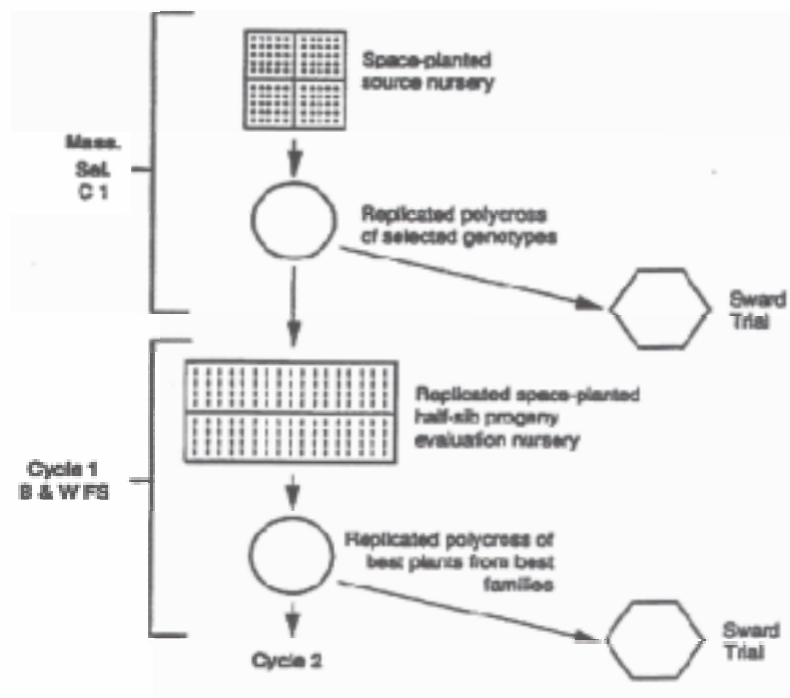 Space-planted
source nursery
Mass.
Sel.
C 1
Replicated polycross
of selected genotypes
Sward
Trial
Replicated space-planted
half-sib progeny
evaluation nursery
Cycle 1
B & W FS
Replicated polycross of
best plants from best
families
Sward
Trial
Cycle 2